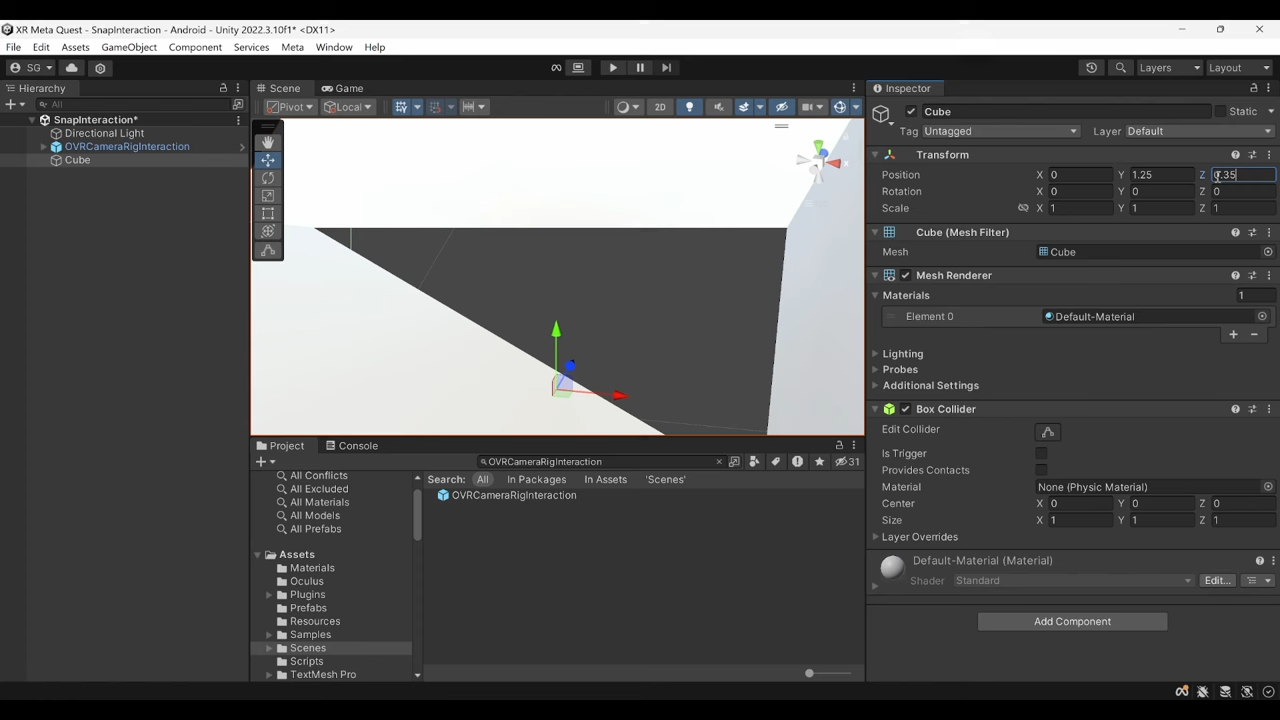 XR Meta Quest - SnapInteraction - Android - Unity 2022.3.10f1* <DX11>
File Edit Assets GameObject Component Services Meta Window Help
SG
Layers
Layout
Hierarchy
All
SnapInteraction*
Directional Light
OVRCameraRigInteraction
Cube
Scene
Game
Pivot
Local
2D
Inspector
Cube
Static
Tag Untagged Layer Default
Transform
Position X 0 Y 1.25 Z 0.35
Rotation X 0 Y 0 Z 0
Scale X 1 Y 1 Z 1
Cube (Mesh Filter)
Mesh Cube
Mesh Renderer
Materials 1
Element 0 Default-Material
Lighting
Probes
Additional Settings
Box Collider
Edit Collider
Is Trigger
Provides Contacts
Material None (Physic Material)
Center X 0 Y 0 Z 0
Size X 1 Y 1 Z 1
Layer Overrides
Default-Material (Material)
Shader Standard Edit...
Add Component
Project
Console
OVRCameraRigInteraction
31
All Conflicts
All Excluded
All Materials
All Models
All Prefabs
Assets
Materials
Oculus
Plugins
Prefabs
Resources
Samples
Scenes
Scripts
TextMesh Pro
Search: All In Packages In Assets 'Scenes'
OVRCameraRigInteraction